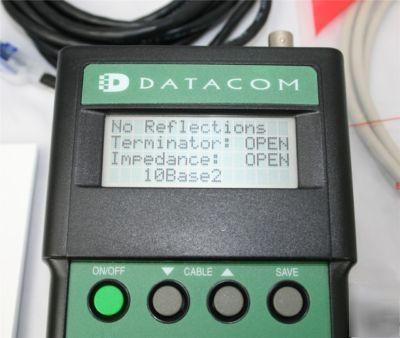 DATACOM
No Reflections
Terminator: OPEN
Impedance: OPEN
10Base2
ON/OFF ▼ CABLE ▲ SAVE